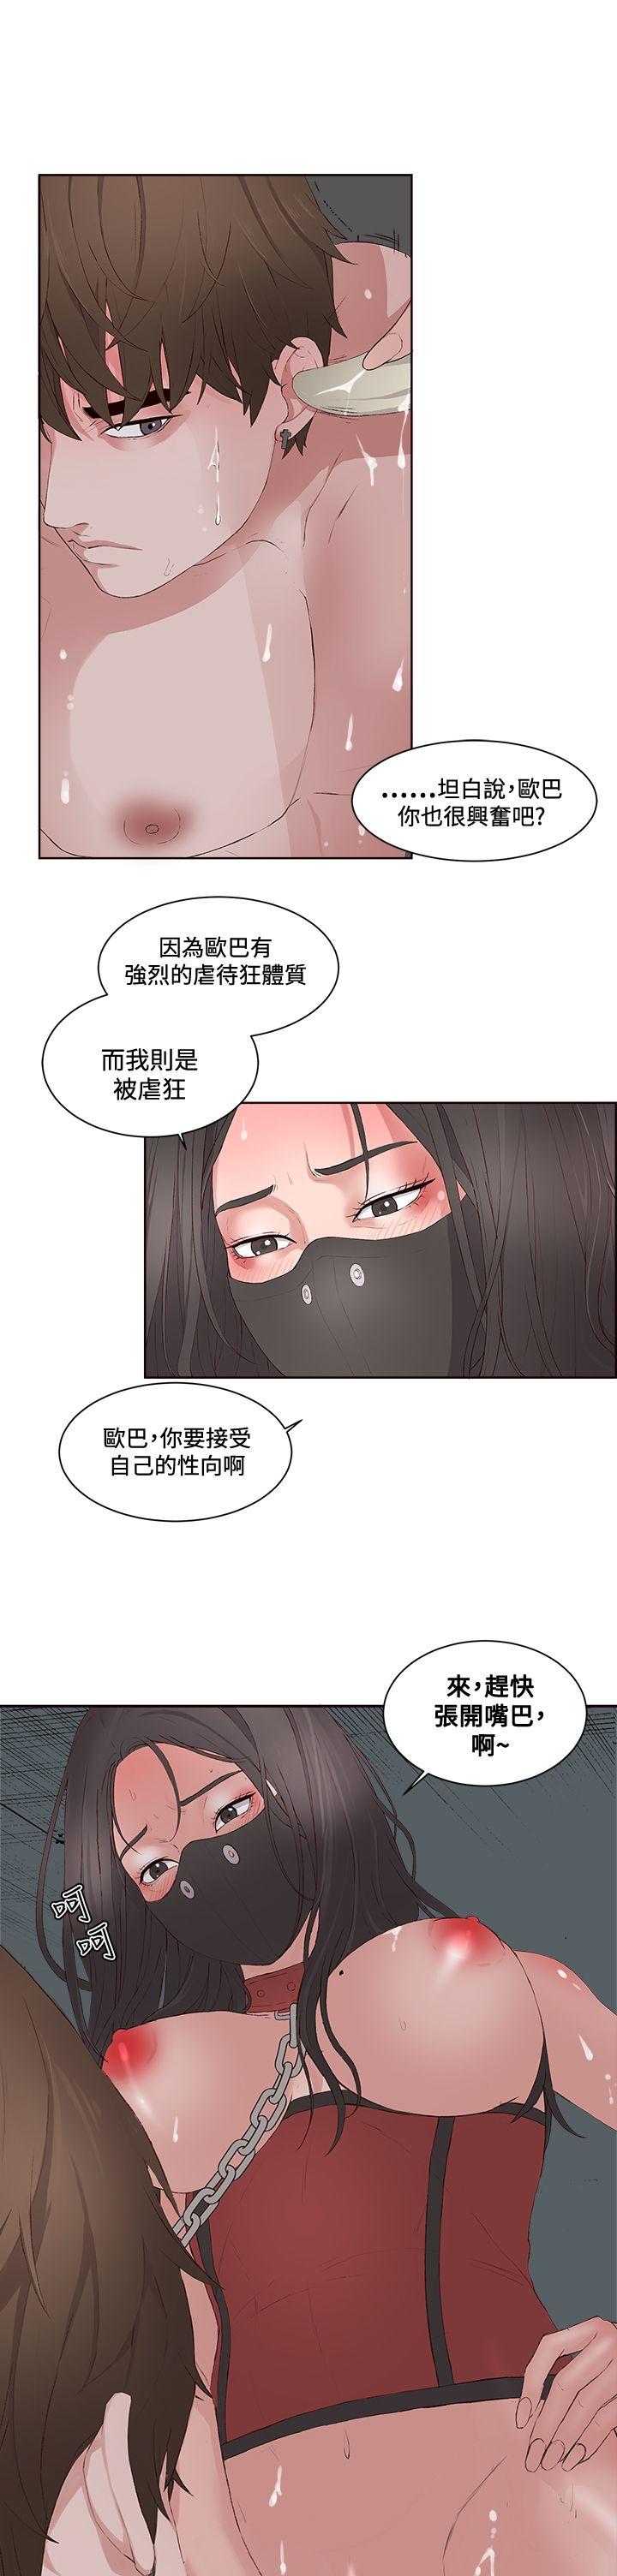 ……坦白說，歐巴
你也很興奮吧?
因為歐巴有
強烈的虐待狂體質
而我則是
被虐狂
歐巴，你要接受
自己的性向啊
來，趕快
張開嘴巴，
啊~
呵
呵